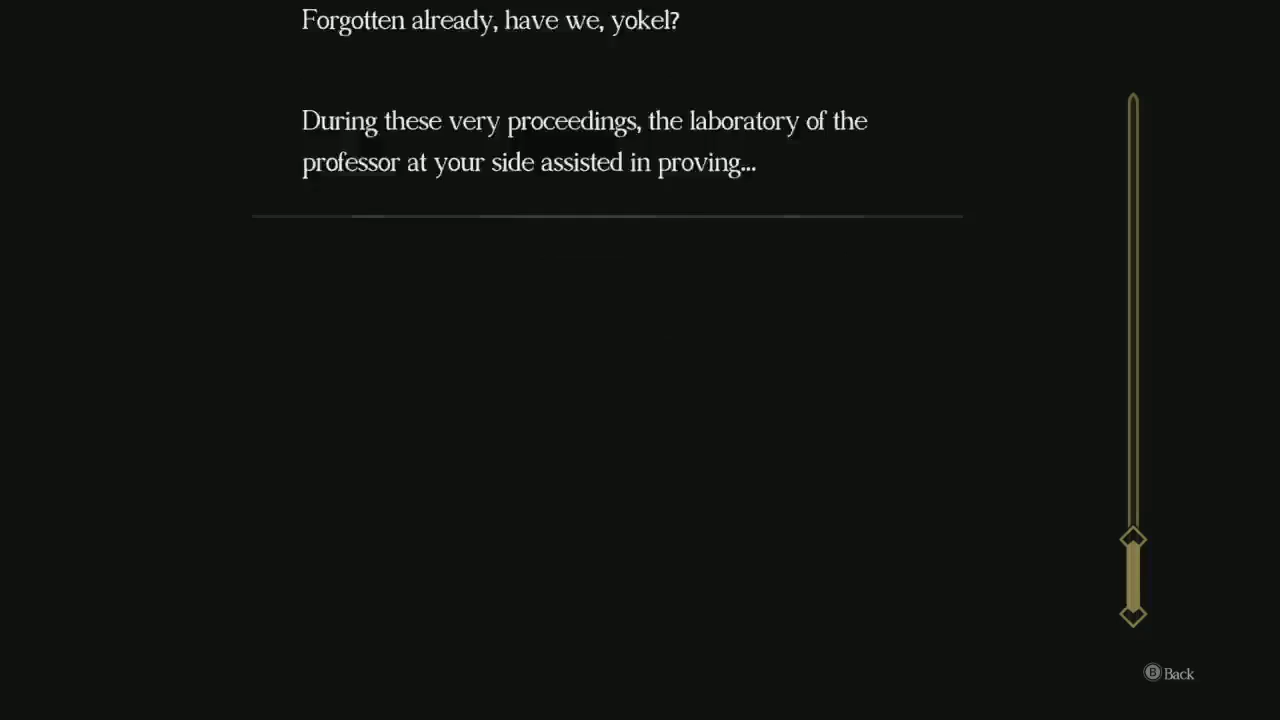 Forgotten already, have we, yokel?
During these very proceedings, the laboratory of the
professor at your side assisted in proving...
B Back